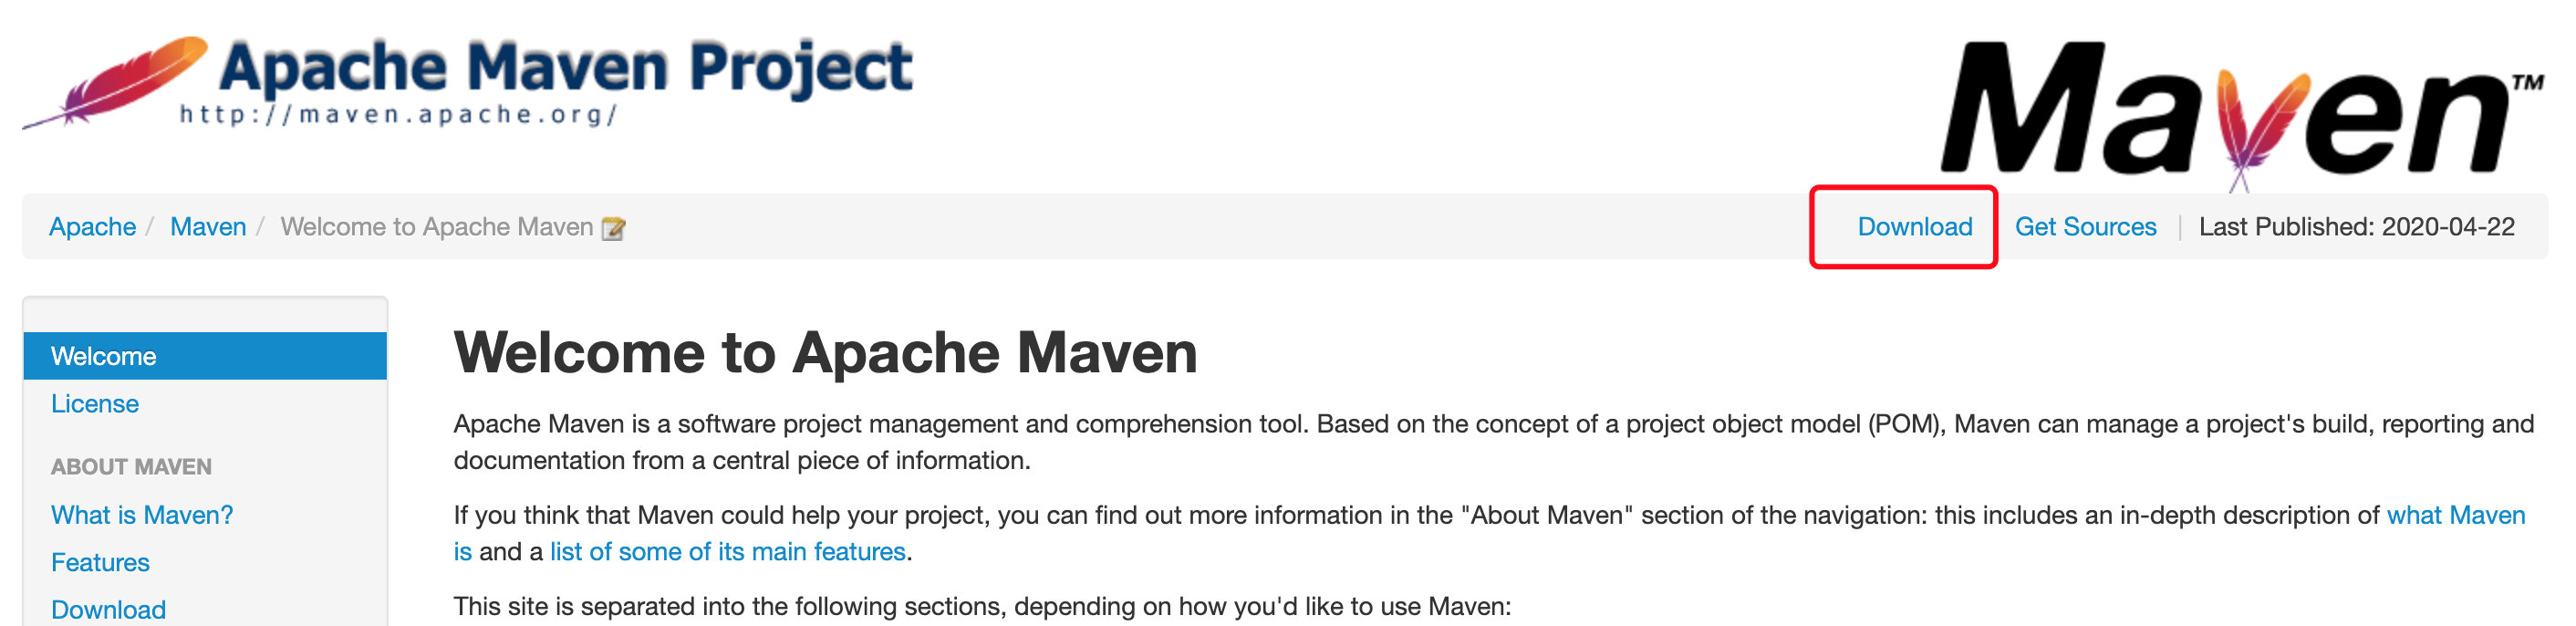 Apache Maven Project
http://maven.apache.org/
Maven™
Apache / Maven / Welcome to Apache Maven
Download Get Sources | Last Published: 2020-04-22
Welcome
License
ABOUT MAVEN
What is Maven?
Features
Download
Welcome to Apache Maven
Apache Maven is a software project management and comprehension tool. Based on the concept of a project object model (POM), Maven can manage a project's build, reporting and
documentation from a central piece of information.
If you think that Maven could help your project, you can find out more information in the "About Maven" section of the navigation: this includes an in-depth description of what Maven
is and a list of some of its main features.
This site is separated into the following sections, depending on how you'd like to use Maven: